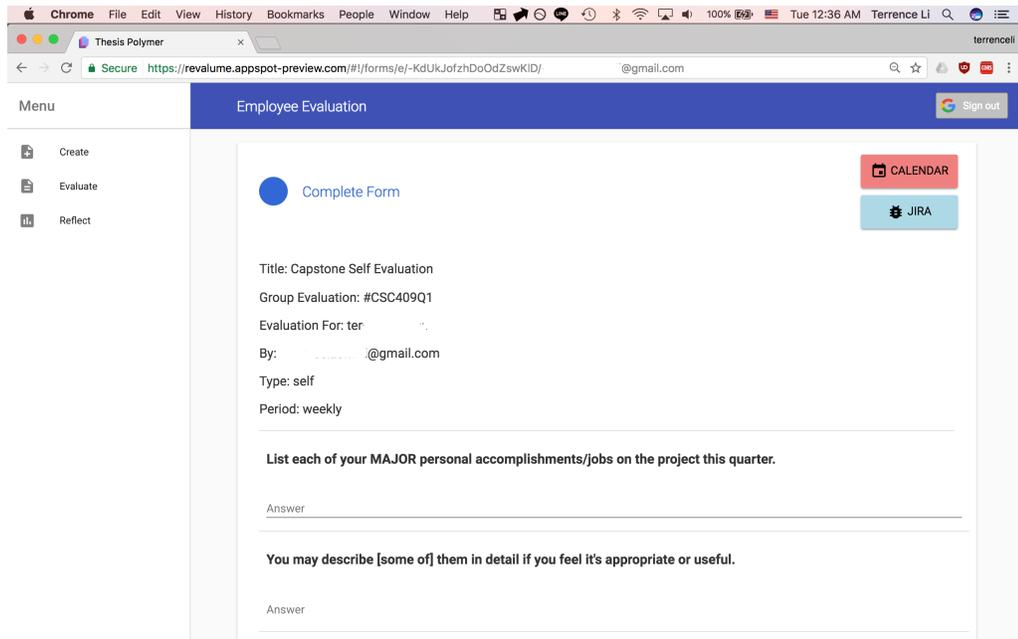 Chrome File Edit View History Bookmarks People Window Help 100% Tue 12:36 AM Terrence Li
Thesis Polymer
terrenceli
Secure https://revalume.appspot-preview.com/#!/forms/e/-KdUkJofzhDoOdZswKID/ @gmail.com
Menu
Employee Evaluation
Sign out
Create
Evaluate
Reflect
Complete Form
CALENDAR
JIRA
Title: Capstone Self Evaluation
Group Evaluation: #CSC409Q1
Evaluation For: ter
By: @gmail.com
Type: self
Period: weekly
List each of your MAJOR personal accomplishments/jobs on the project this quarter.
Answer
You may describe [some of] them in detail if you feel it's appropriate or useful.
Answer